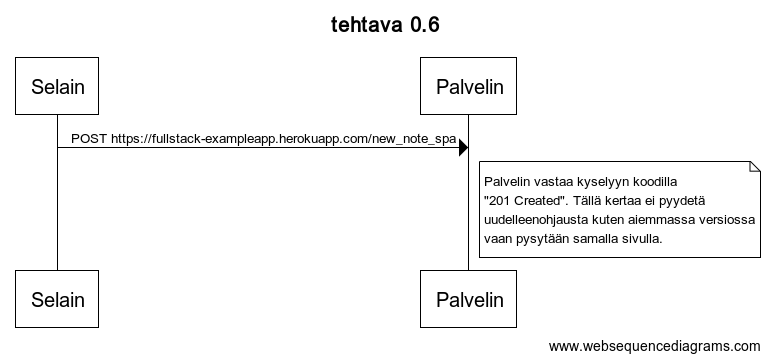 tehtava 0.6
Selain
Palvelin
POST https://fullstack-exampleapp.herokuapp.com/new_note_spa
Palvelin vastaa kyselyyn koodilla
"201 Created". Tällä kertaa ei pyydetä
uudelleenohjausta kuten aiemmassa versiossa
vaan pysytään samalla sivulla.
Selain
Palvelin
www.websequencediagrams.com